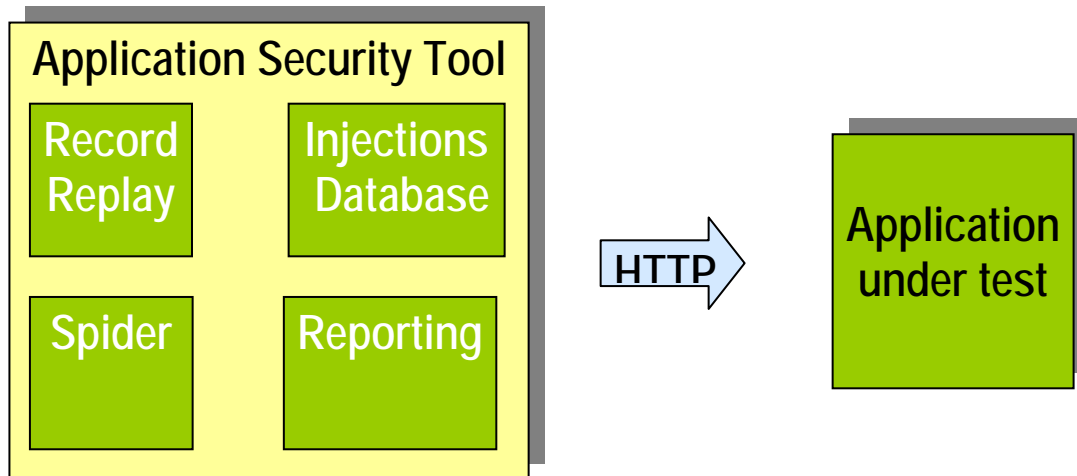 Application Security Tool
Record
Replay
Injections
Database
Spider
Reporting
HTTP
Application
under test